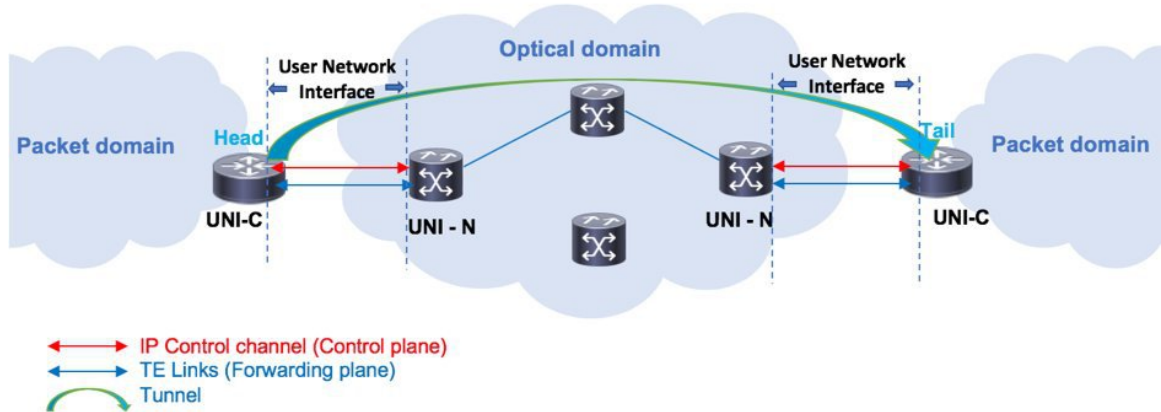 Optical domain
User Network
Interface
User Network
Interface
Packet domain
Head
Tail
Packet domain
UNI-C
UNI - N
UNI - N
UNI-C
IP Control channel (Control plane)
TE Links (Forwarding plane)
Tunnel